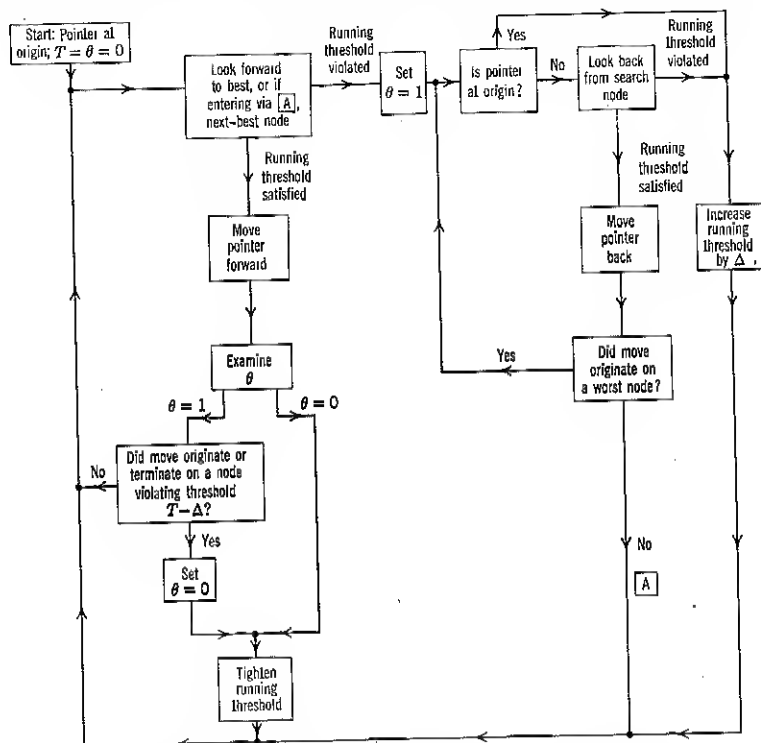 Start: Pointer at
origin; T = θ = 0
Look forward
to best, or if
entering via A,
next-best node
Running
threshold
violated
Set
θ = 1
Yes
Is pointer
at origin?
No
Look back
from search
node
Running
threshold
violated
Running
threshold
satisfied
Move
pointer
forward
Running
threshold
satisfied
Move
pointer
back
Increase
running
threshold
by Δ.
Examine
θ
Yes
Did move
originate on
a worst node?
θ = 1
θ = 0
Did move originate or
terminate on a node
violating threshold
T – Δ?
No
Yes
Set
θ = 0
No
A
Tighten
running
threshold